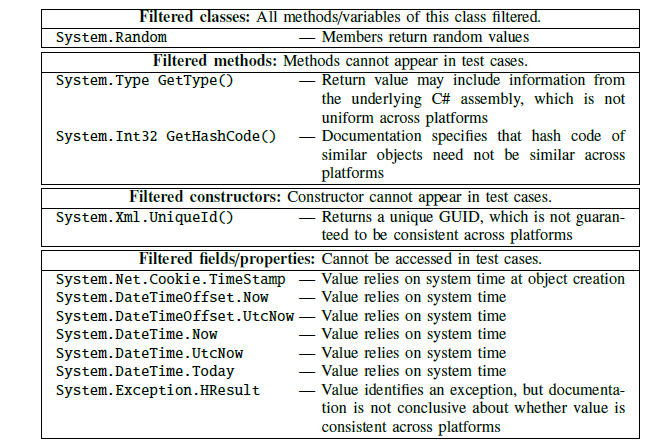 Filtered classes: All methods/variables of this class filtered.
System.Random — Members return random values
Filtered methods: Methods cannot appear in test cases.
System.Type GetType() — Return value may include information from
the underlying C# assembly, which is not
uniform across platforms
System.Int32 GetHashCode() — Documentation specifies that hash code of
similar objects need not be similar across
platforms
Filtered constructors: Constructor cannot appear in test cases.
System.Xml.UniqueId() — Returns a unique GUID, which is not guaran-
teed to be consistent across platforms
Filtered fields/properties: Cannot be accessed in test cases.
System.Net.Cookie.TimeStamp — Value relies on system time at object creation
System.DateTimeOffset.Now — Value relies on system time
System.DateTimeOffset.UtcNow — Value relies on system time
System.DateTime.Now — Value relies on system time
System.DateTime.UtcNow — Value relies on system time
System.DateTime.Today — Value relies on system time
System.Exception.HResult — Value identifies an exception, but documenta-
tion is not conclusive about whether value is
consistent across platforms